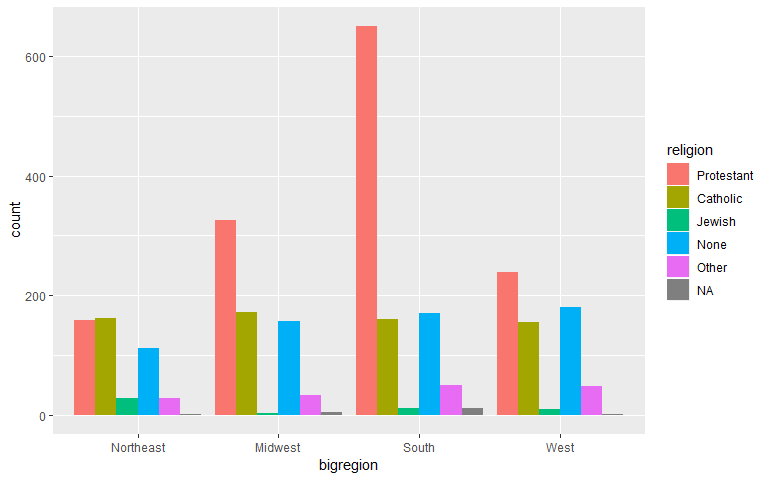 count
600
400
200
0
Northeast
Midwest
South
West
bigregion
religion
Protestant
Catholic
Jewish
None
Other
NA